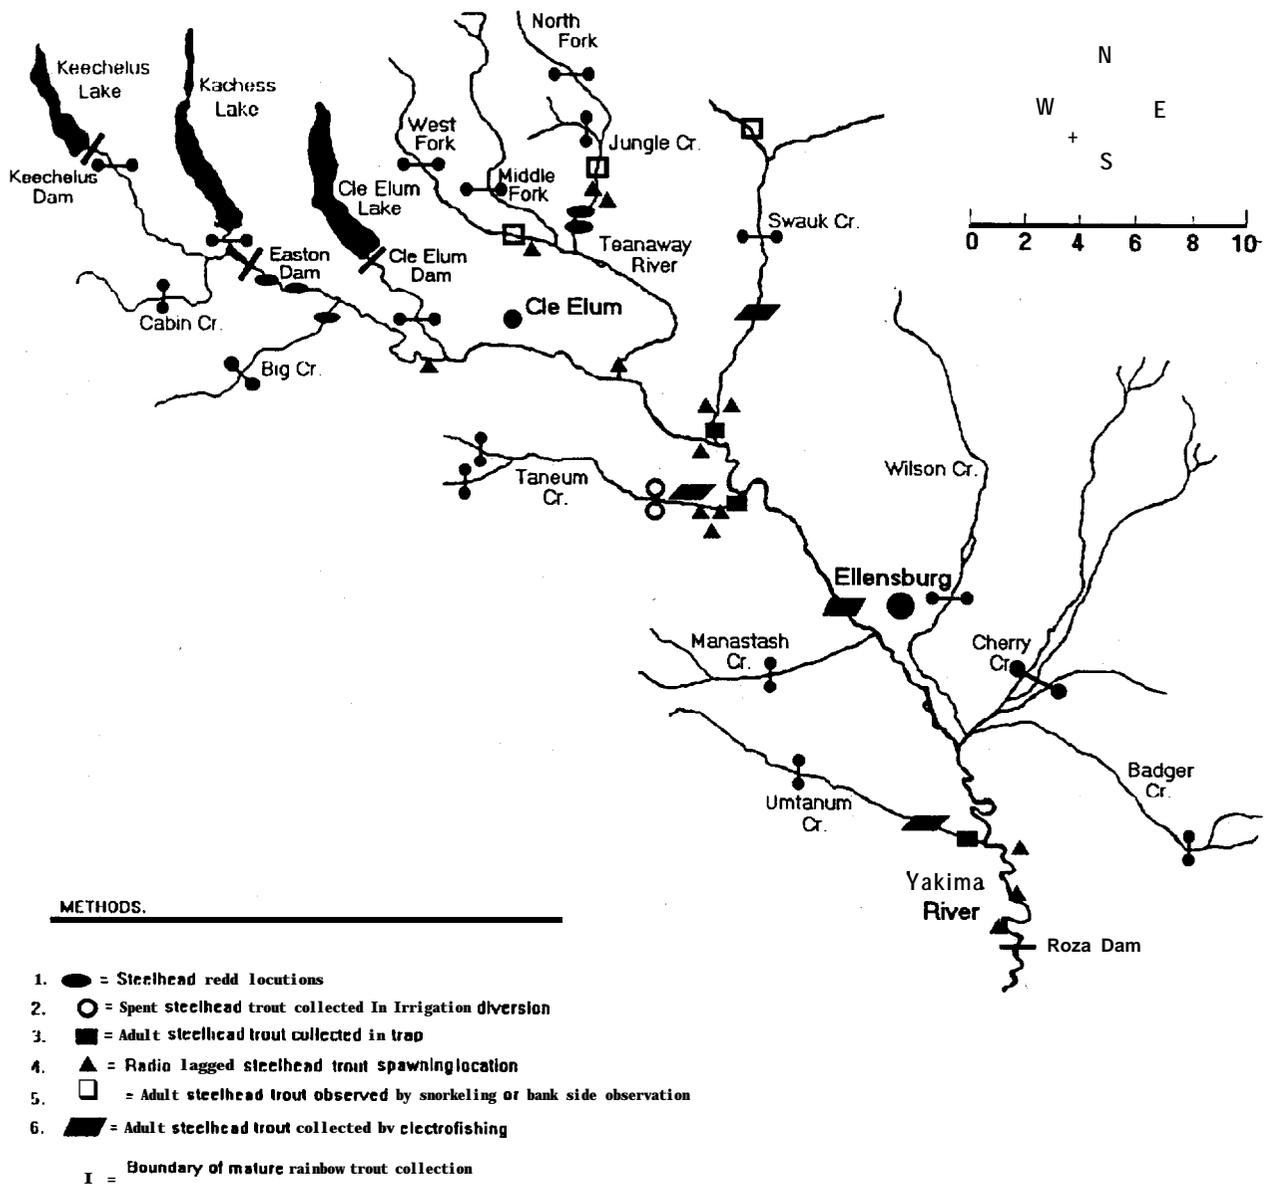 North
Fork
N
Keechelus
Lake
Kachess
Lake
W
E
+
S
West
Fork
Jungle Cr.
Keechelus
Dam
Middle
Fork
Cle Elum
Lake
Swauk Cr.
0 2 4 6 8 10
Teanaway
River
Easton
Dam
Cle Elum
Dam
Cle Elum
Cabin Cr.
Big Cr.
Wilson Cr.
Taneum
Cr.
Ellensburg
Manastash
Cr.
Cherry
Cr.
Badger
Cr.
Umtanum
Cr.
Yakima
River
Roza Dam
METHODS.
1. = Steelhead redd locutions
2. = Spent steelhead trout collected In Irrigation diversion
3. = Adult steelhead trout collected in trap
4. = Radio lagged steelhead trout spawning location
5. = Adult steelhead trout observed by snorkeling or bank side observation
6. = Adult steelhead trout collected bv electrofishing
I = Boundary of mature rainbow trout collection